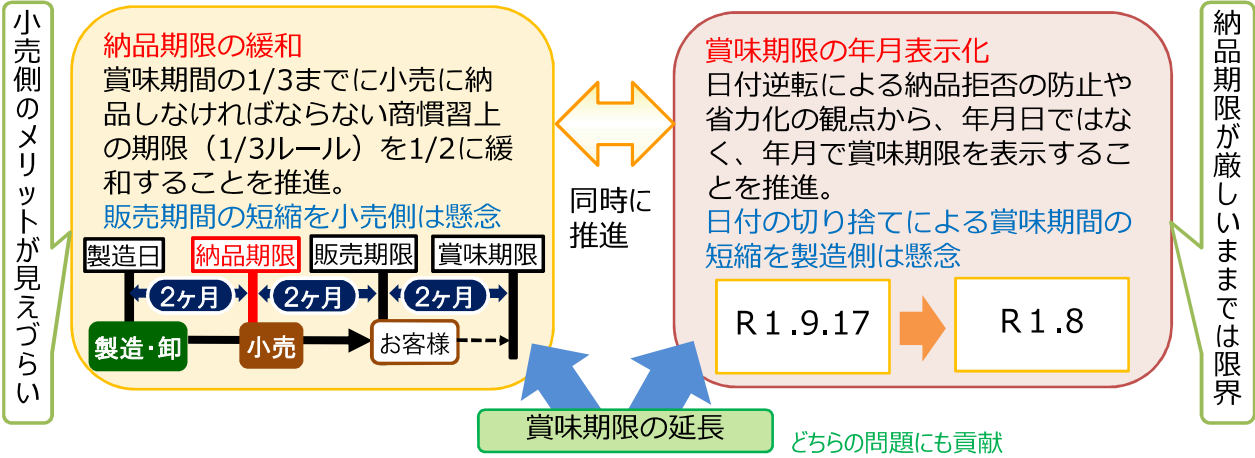 小売側のメリットが見えづらい
納品期限の緩和
賞味期間の1/3までに小売に納
品しなければならない商慣習上
の期限（1/3ルール）を1/2に緩
和することを推進。
販売期間の短縮を小売側は懸念
製造日
納品期限
販売期限
賞味期限
2ヶ月
2ヶ月
2ヶ月
製造・卸
小売
お客様
同時に
推進
賞味期限の年月表示化
日付逆転による納品拒否の防止や
省力化の観点から、年月日ではな
く、年月で賞味期限を表示するこ
とを推進。
日付の切り捨てによる賞味期間の
短縮を製造側は懸念
R１.9.17
R１.8
納品期限が厳しいままでは限界
賞味期限の延長
どちらの問題にも貢献